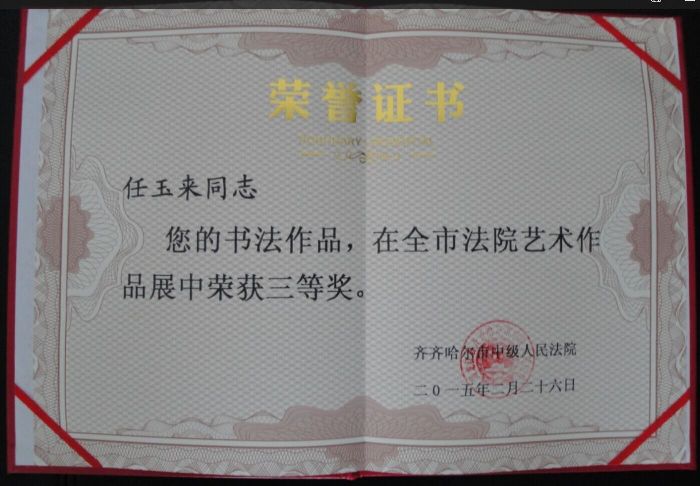 荣誉证书
任玉来同志
您的书法作品，在全市法院艺术作
品展中荣获三等奖。
齐齐哈尔市中级人民法院
二0一五年二月二十六日